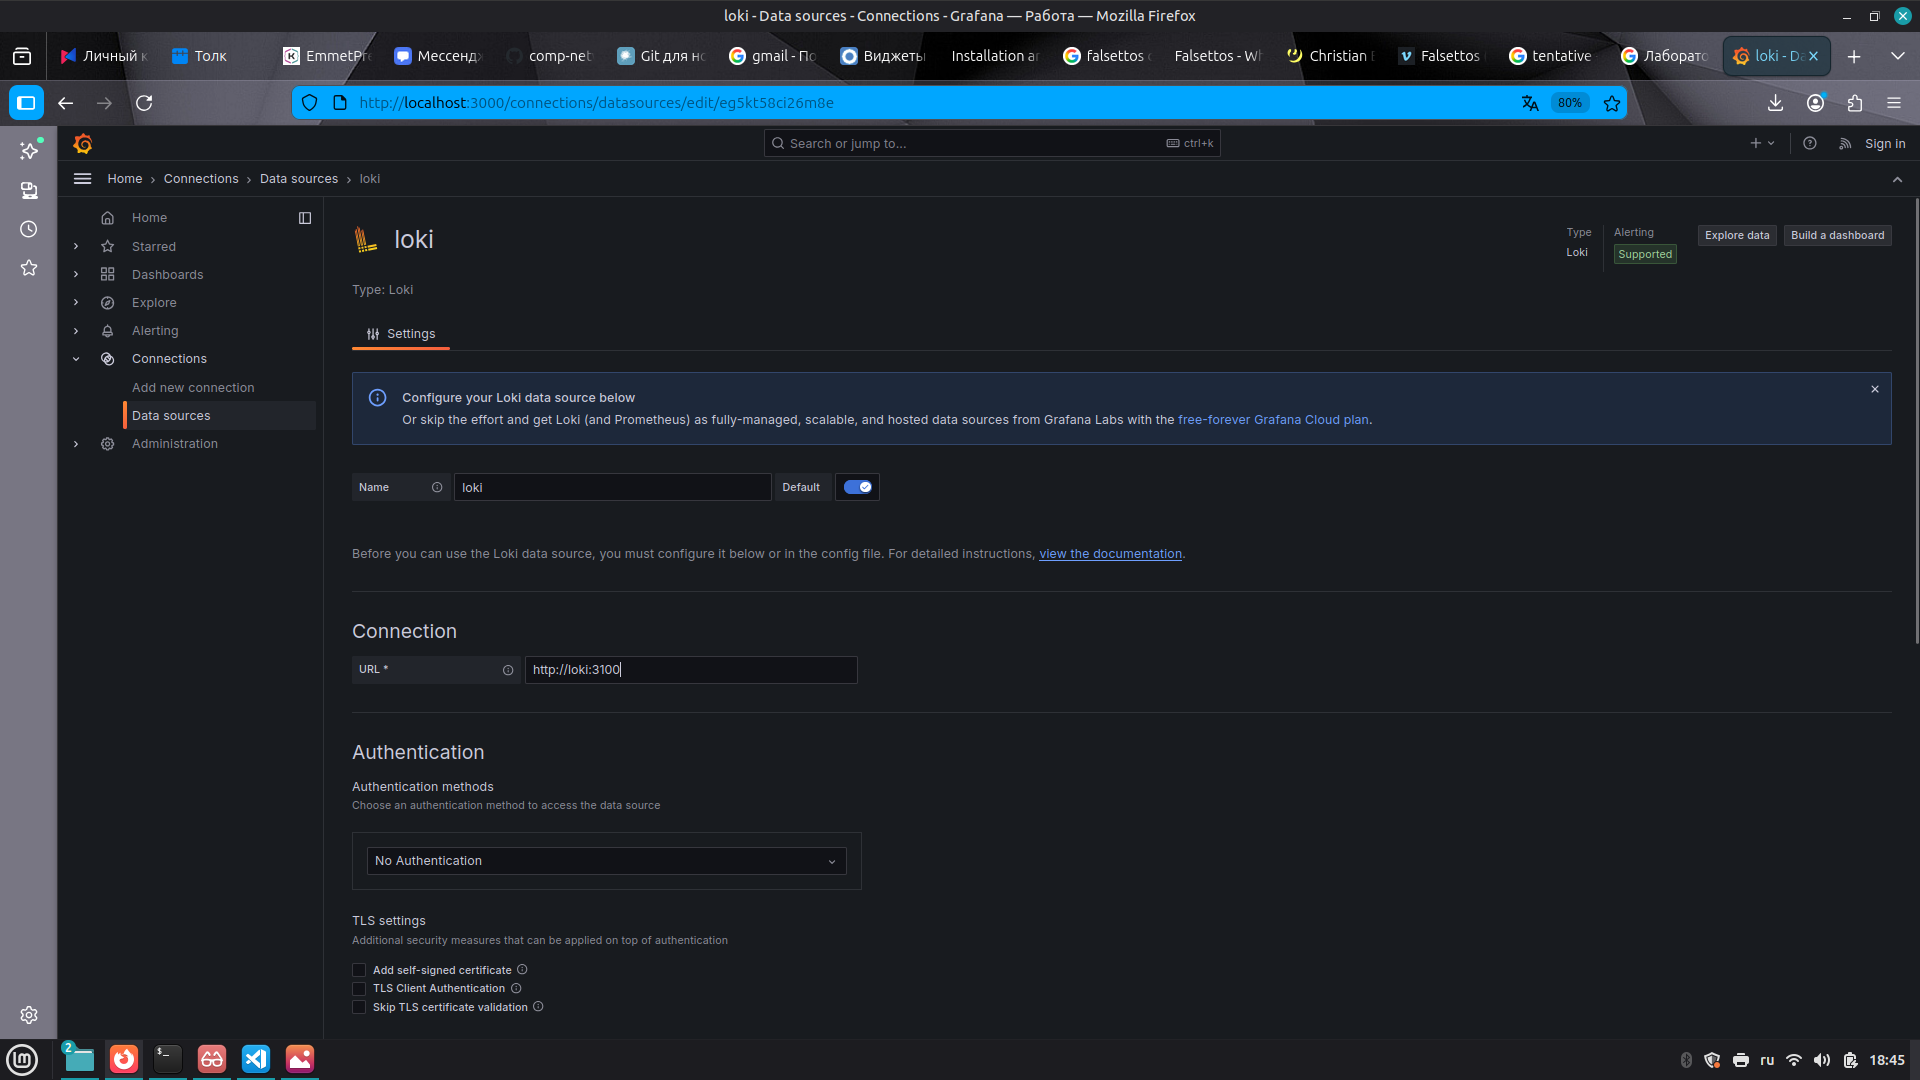 loki - Data sources - Connections - Grafana — Работа — Mozilla Firefox
Личный к
Толк
EmmetPre
Мессендж
comp-net
Git для но
gmail - По
Виджеты
Installation an
falsettos
Falsettos - Wi
Christian
Falsettos
tentative
Лаборато
loki - Da
http://localhost:3000/connections/datasources/edit/eg5kt58ci26m8e
80%
Search or jump to...
ctrl+k
Sign in
Home › Connections › Data sources › loki
Home
Starred
Dashboards
Explore
Alerting
Connections
Add new connection
Data sources
Administration
loki
Type
Loki
Alerting
Supported
Explore data
Build a dashboard
Type: Loki
Settings
Configure your Loki data source below
Or skip the effort and get Loki (and Prometheus) as fully-managed, scalable, and hosted data sources from Grafana Labs with the free-forever Grafana Cloud plan.
Name
loki
Default
Before you can use the Loki data source, you must configure it below or in the config file. For detailed instructions, view the documentation.
Connection
URL *
http://loki:3100
Authentication
Authentication methods
Choose an authentication method to access the data source
No Authentication
TLS settings
Additional security measures that can be applied on top of authentication
Add self-signed certificate
TLS Client Authentication
Skip TLS certificate validation
2
ru
18:45